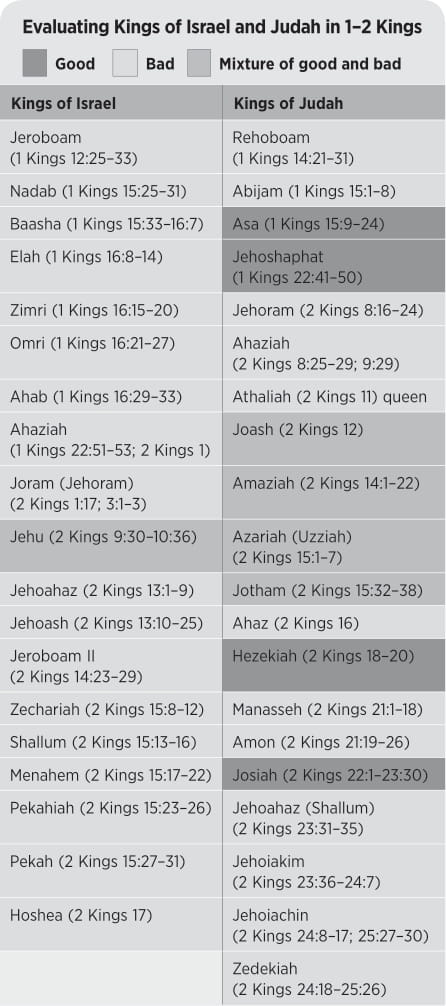 Evaluating Kings of Israel and Judah in 1–2 Kings
Good Bad Mixture of good and bad
Kings of Israel Kings of Judah
Jeroboam Rehoboam
(1 Kings 12:25–33) (1 Kings 14:21–31)
Nadab (1 Kings 15:25–31) Abijam (1 Kings 15:1–8)
Baasha (1 Kings 15:33–16:7) Asa (1 Kings 15:9–24)
Elah (1 Kings 16:8–14) Jehoshaphat
(1 Kings 22:41–50)
Zimri (1 Kings 16:15–20) Jehoram (2 Kings 8:16–24)
Omri (1 Kings 16:21–27) Ahaziah
(2 Kings 8:25–29; 9:29)
Ahab (1 Kings 16:29–33) Athaliah (2 Kings 11) queen
Ahaziah Joash (2 Kings 12)
(1 Kings 22:51–53; 2 Kings 1)
Joram (Jehoram) Amaziah (2 Kings 14:1–22)
(2 Kings 1:17; 3:1–3)
Jehu (2 Kings 9:30–10:36) Azariah (Uzziah)
(2 Kings 15:1–7)
Jehoahaz (2 Kings 13:1–9) Jotham (2 Kings 15:32–38)
Jehoash (2 Kings 13:10–25) Ahaz (2 Kings 16)
Jeroboam II Hezekiah (2 Kings 18–20)
(2 Kings 14:23–29)
Zechariah (2 Kings 15:8–12) Manasseh (2 Kings 21:1–18)
Shallum (2 Kings 15:13–16) Amon (2 Kings 21:19–26)
Menahem (2 Kings 15:17–22) Josiah (2 Kings 22:1–23:30)
Pekahiah (2 Kings 15:23–26) Jehoahaz (Shallum)
(2 Kings 23:31–35)
Pekah (2 Kings 15:27–31) Jehoiakim
(2 Kings 23:36–24:7)
Hoshea (2 Kings 17) Jehoiachin
(2 Kings 24:8–17; 25:27–30)
Zedekiah
(2 Kings 24:18–25:26)